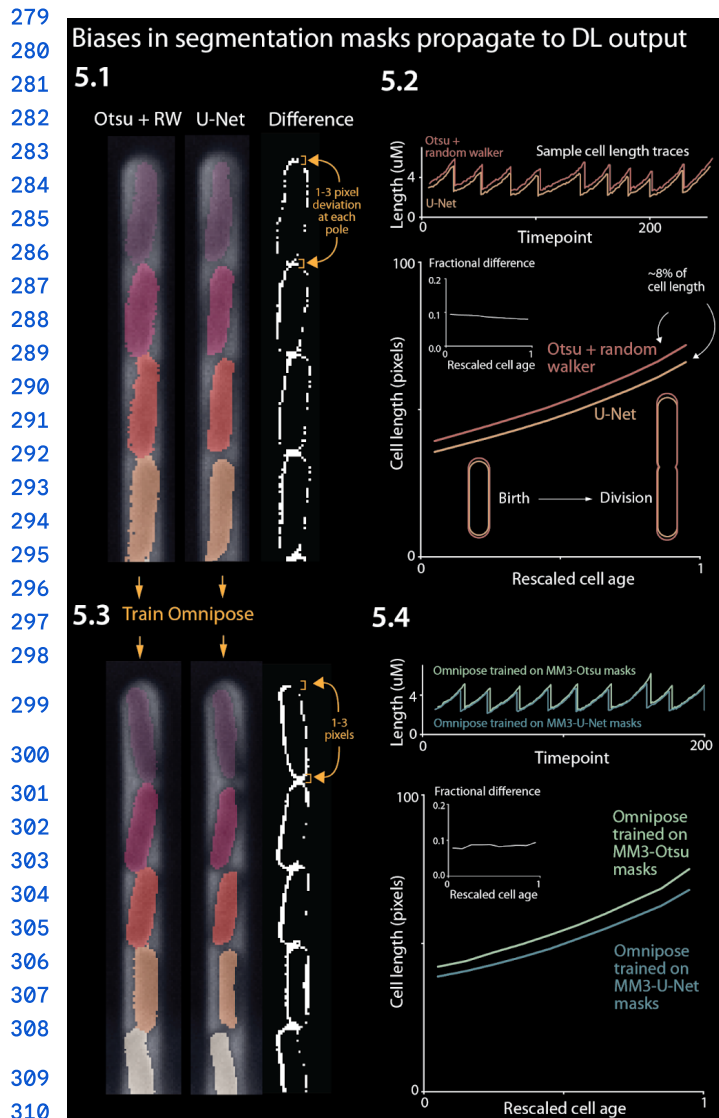 279
280
281
282
283
284
285
286
287
288
289
290
291
292
293
294
295
296
297
298
299
300
301
302
303
304
305
306
307
308
309
310
Biases in segmentation masks propagate to DL output
5.1
Otsu + RW
U-Net
Difference
1-3 pixel
deviation
at each
pole
5.2
Otsu +
random walker
Sample cell length traces
U-Net
Length (uM)
4
0
200
Timepoint
100
Fractional difference
0.2
0.1
0.0
0
1
Rescaled cell age
~8% of
cell length
Otsu + random
walker
U-Net
Cell length (pixels)
Birth
Division
0
0
1
Rescaled cell age
5.3
Train Omnipose
1-3
pixels
5.4
Omnipose trained on MM3-Otsu masks
Omnipose trained on MM3-U-Net masks
Length (uM)
4
0
200
Timepoint
100
Fractional difference
0.2
0.1
0.0
0
1
Rescaled cell age
Omnipose
trained on
MM3-Otsu
masks
Omnipose
trained on
MM3-U-Net
masks
Cell length (pixels)
0
0
1
Rescaled cell age